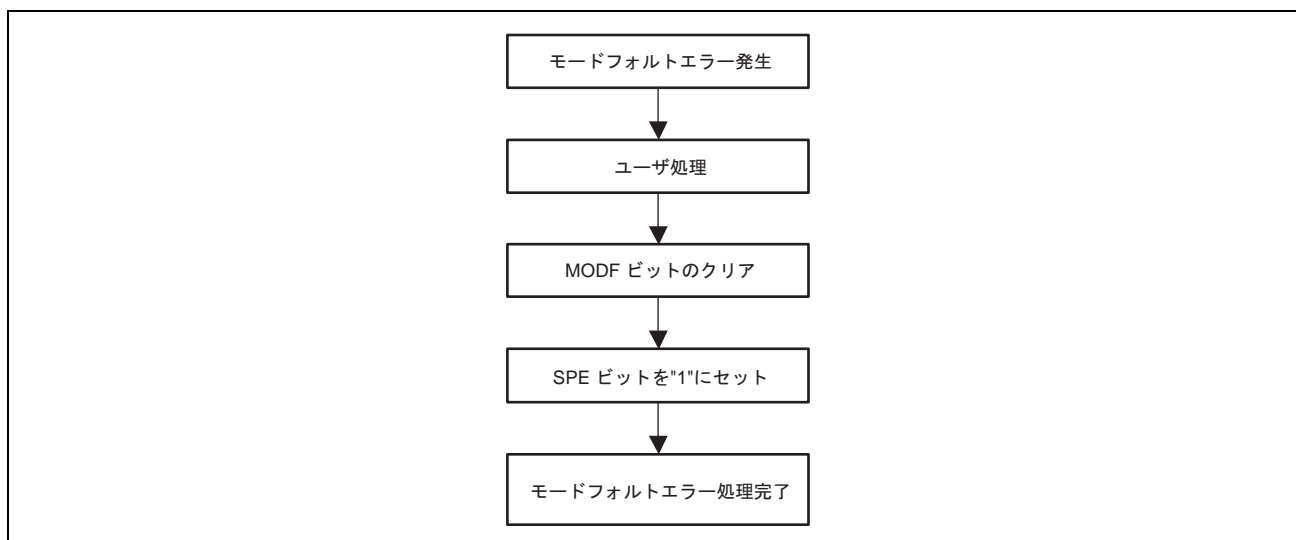 モードフォルトエラー発生
ユーザ処理
MODF ビットのクリア
SPE ビットを"1"にセット
モードフォルトエラー処理完了